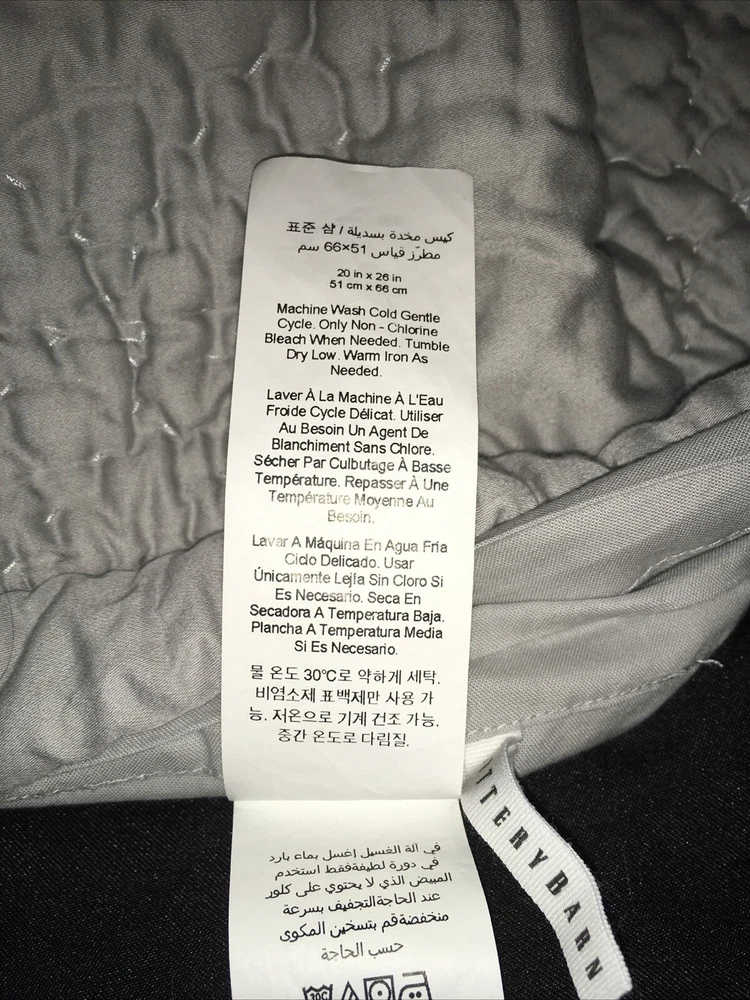 표준 샴 / كيس مخدة بسديلة
مطرّز قياس 51×66 سم
20 in x 26 in
51 cm x 66 cm
Machine Wash Cold Gentle
Cycle. Only Non - Chlorine
Bleach When Needed. Tumble
Dry Low. Warm Iron As
Needed.
Laver À La Machine À L'Eau
Froide Cycle Délicat. Utiliser
Au Besoin Un Agent De
Blanchiment Sans Chlore.
Sécher Par Culbutage À Basse
Température. Repasser À Une
Température Moyenne Au
Besoin.
Lavar A Máquina En Agua Fría
Ciclo Delicado. Usar
Únicamente Lejía Sin Cloro Si
Es Necesario. Seca En
Secadora A Temperatura Baja.
Plancha A Temperatura Media
Si Es Necesario.
물 온도 30℃로 약하게 세탁.
비염소제 표백제만 사용 가
능. 저온으로 기계 건조 가능.
중간 온도로 다림질.
في آلة الغسيل اغسل بماء بارد
في دورة لطيفةفقط استخدم
المبيض الذي لا يحتوي على كلور
عند الحاجةالتجفيف بسرعة
منخفضةقم بتسخين المكوى
حسب الحاجة
30C
TTERYBARN